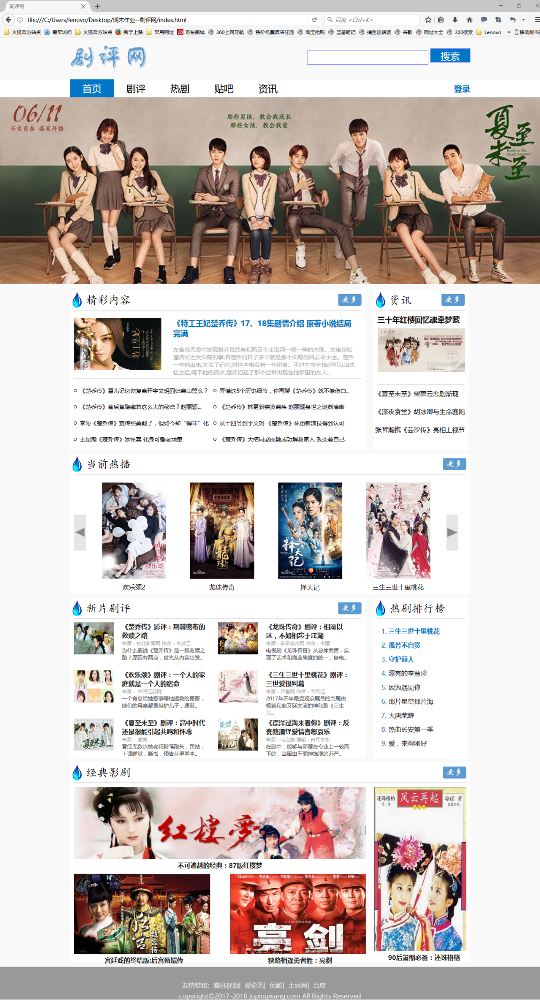 剧评网
file:///C:/Users/lenovo/Desktop/期末作业--剧评网/index.html
百度 <Ctrl+K>
火狐官方站点 最常访问 火狐官方站点 新手上路 常用网址 京东商城 360上网导航 特价机票酒店任选 淘宝抢购 盗墓笔记 捕鱼送话费 谷歌 网址大全 360搜索 Lenovo » 移动版书签
剧评网
搜索
首页 剧评 热剧 贴吧 资讯 登录
06/11
不负青春 盛夏开播
那些男孩，教会我成长
那些女孩，教会我爱
夏至未至
Rush to the
Dead Summer
精彩内容 更多
《特工王妃楚乔传》17、18集剧情介绍 原著小说结局
完满
左宝仓无意中发现楚乔竟然有和风云令主洛河一模一样的木珠。左宝仓知
道洛河之女失踪的事,看楚乔的样子多半就是那个失踪的风云令少主。楚乔
一年前出事,失去了记忆,对这些事没有一丝印象。不过左宝仓恰好可以治失
忆之症,喝下他的药水,楚乔记起了那个经常出现在她梦里的女人...
特工皇妃
《楚乔传》星儿记忆恢复离开宇文玥回归寒山盟么？
弄懂这8个历史细节，你再聊《楚乔传》就不像傻白..
《楚乔传》背后竟隐藏着这么大的秘密？赵丽颖...
《楚乔传》林更新突发寒疾 赵丽颖身世之谜渐清晰
李沁《楚乔传》宣传照美翻了，但如今却“得罪”化
从十四爷到宇文玥 《楚乔传》林更新演技得到认可
王星瀚《楚乔传》添惊喜 化身可爱老顽童
《楚乔传》大结局赵丽颖成功解救家人 改变着自己.
资讯 更多
三十年红楼回忆魂牵梦萦
"1987，我们的红楼梦"
《夏至未至》柴碧云悲剧渐现
《深夜食堂》胡冰卿与生命赛跑
张哲瀚携《芸汐传》亮相上视节
当前热播 更多
◀
ode
to
joy
欢乐颂
龙珠
择天记
三生三世十里桃花
▶
欢乐颂2 龙珠传奇 择天记 三生三世十里桃花
新片剧评 更多
《楚乔传》影评：荆棘密布的
救赎之路
来源：东北新闻网 作者：韦其江
为什么要说《楚乔传》是一段救赎之
路？原因有两点，首先从内容出发..
《龙珠传奇》剧评：相濡以
沫，不如相忘于江湖
来源：多彩贵州网 作者：韦墨
电视剧《龙珠传奇》从总体而言，实
现了艺术和商业高度的统一，自电..
《欢乐颂》剧评：一个人的家
庭就是一个人的宿命
来源： 中国江苏网
一个有总给她惹事等她拯救的哥哥，
她们的母亲都是坦护儿子，逼着..
《三生三世十里桃花》剧评：
三世爱恨纠葛
来源：齐鲁网 作者：韦其江
2017年开年最受观众瞩目的当属由
杨幂和赵又廷主演的神化剧《三生
三..
夏至未至
《夏至未至》剧评：高中时代
还是很能引起共鸣和怀念
来源： 谢亮
曾经无数次被老师粉笔敲头，罚站，
上课睡觉，撕书，预告片里基本..
《漂洋过海来看你》剧评：反
套路演绎爱情喜怒哀乐
来源：尚之潮 编辑：古月木水
在剧中，能够与郑楚在专业上一较高
下的，当属由王丽坤饰演的苏芒..
热剧排行榜
1. 三生三世十里桃花
2. 孤芳不自赏
3. 守护丽人
4. 漂亮的李慧珍
5. 因为遇见你
6. 那片星空那片海
7. 大唐荣耀
8. 热血长安第一季
9. 爱，来得刚好
经典影剧 更多
红楼梦
不可逾越的经典：87版红楼梦
后宫·甄嬛传
宫廷戏的终结版:后宫甄嬛传
三十集电视连续剧
亮剑
狭路相逢勇者胜：亮剑
还珠格格
第二部
风云再起
琼瑶 著
琼瑶全集
90后暑期必备：还珠格格
友情链接: 腾讯视频| 爱奇艺| 优酷| 土豆网| 百度
copyright©2017-2018 jupingwang.com All Rights Reserved